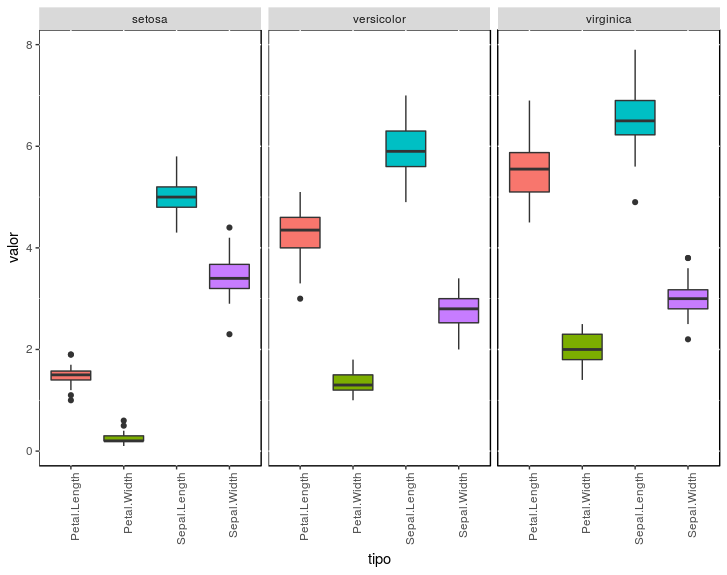 setosa versicolor virginica
8
6
4
2
0
valor
Petal.Length Petal.Width Sepal.Length Sepal.Width Petal.Length Petal.Width Sepal.Length Sepal.Width Petal.Length Petal.Width Sepal.Length Sepal.Width
tipo